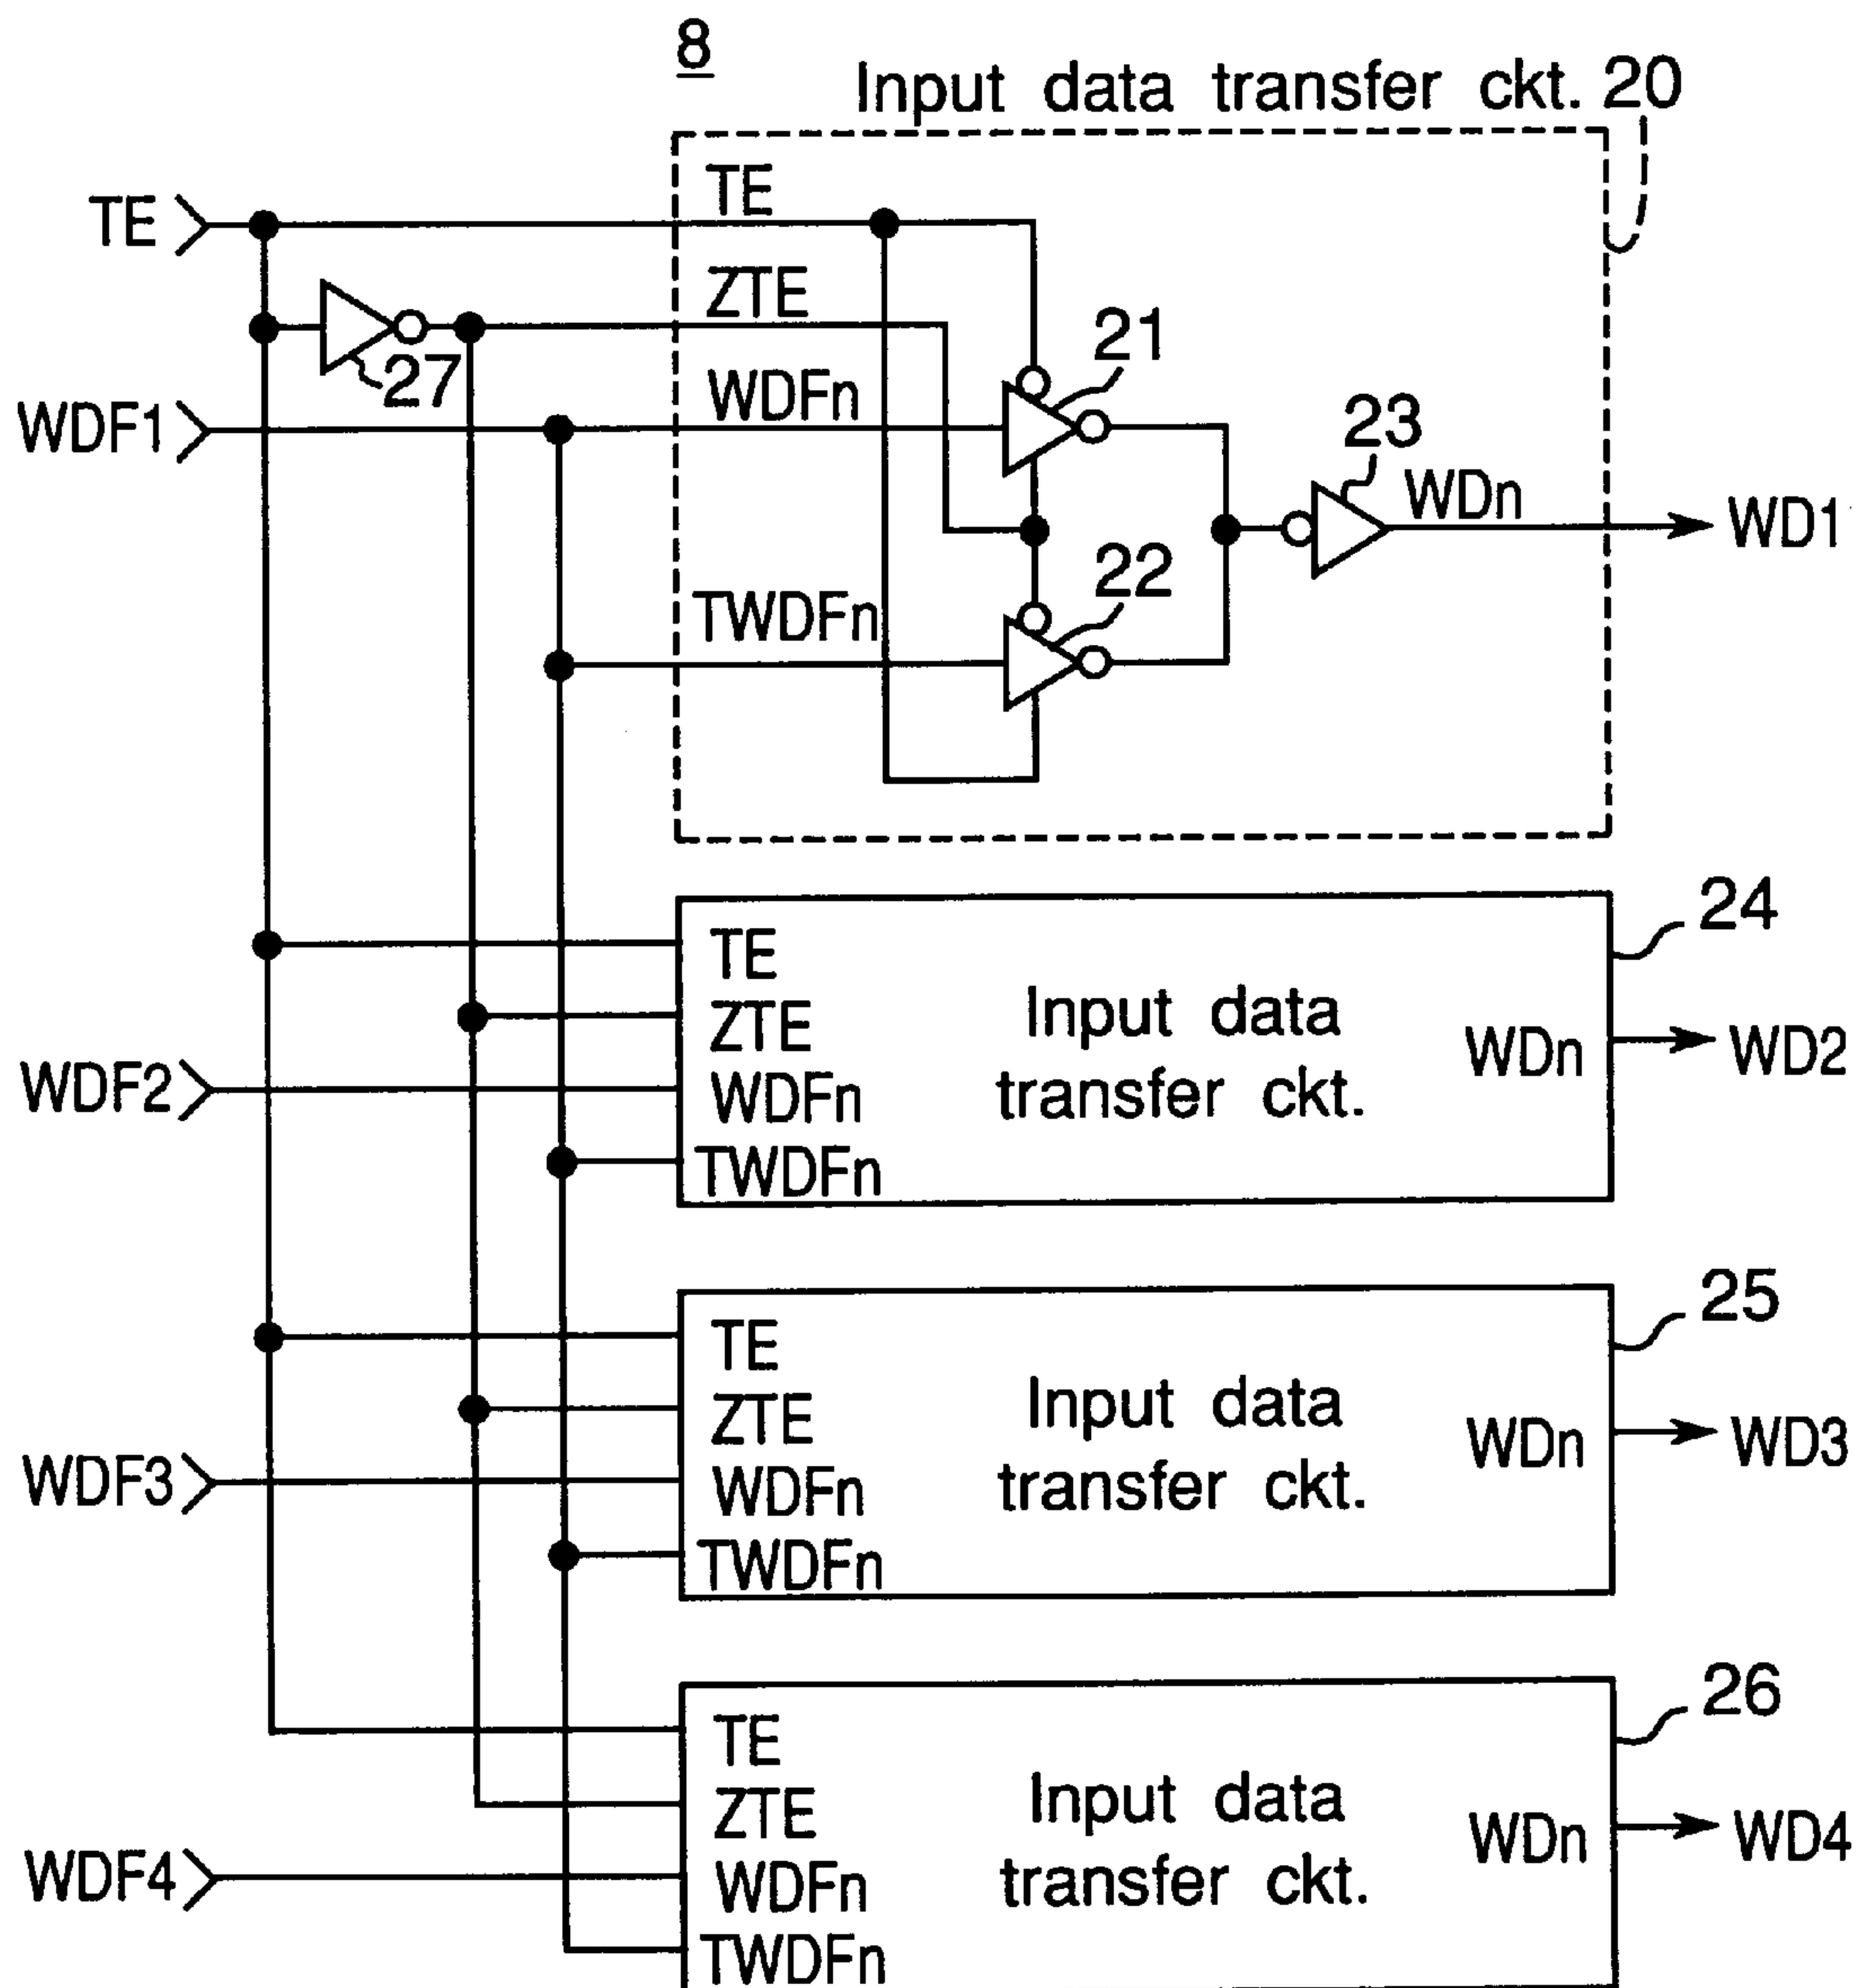 8
Input data transfer ckt. 20
TE
TE
ZTE
27
21
WDF1
WDFn
23
WDn
WD1
22
TWDFn
24
TE
ZTE
Input data
transfer ckt.
WDn
WD2
WDF2
WDFn
TWDFn
25
TE
ZTE
Input data
transfer ckt.
WDn
WD3
WDF3
WDFn
TWDFn
26
TE
ZTE
Input data
transfer ckt.
WDn
WD4
WDF4
WDFn
TWDFn